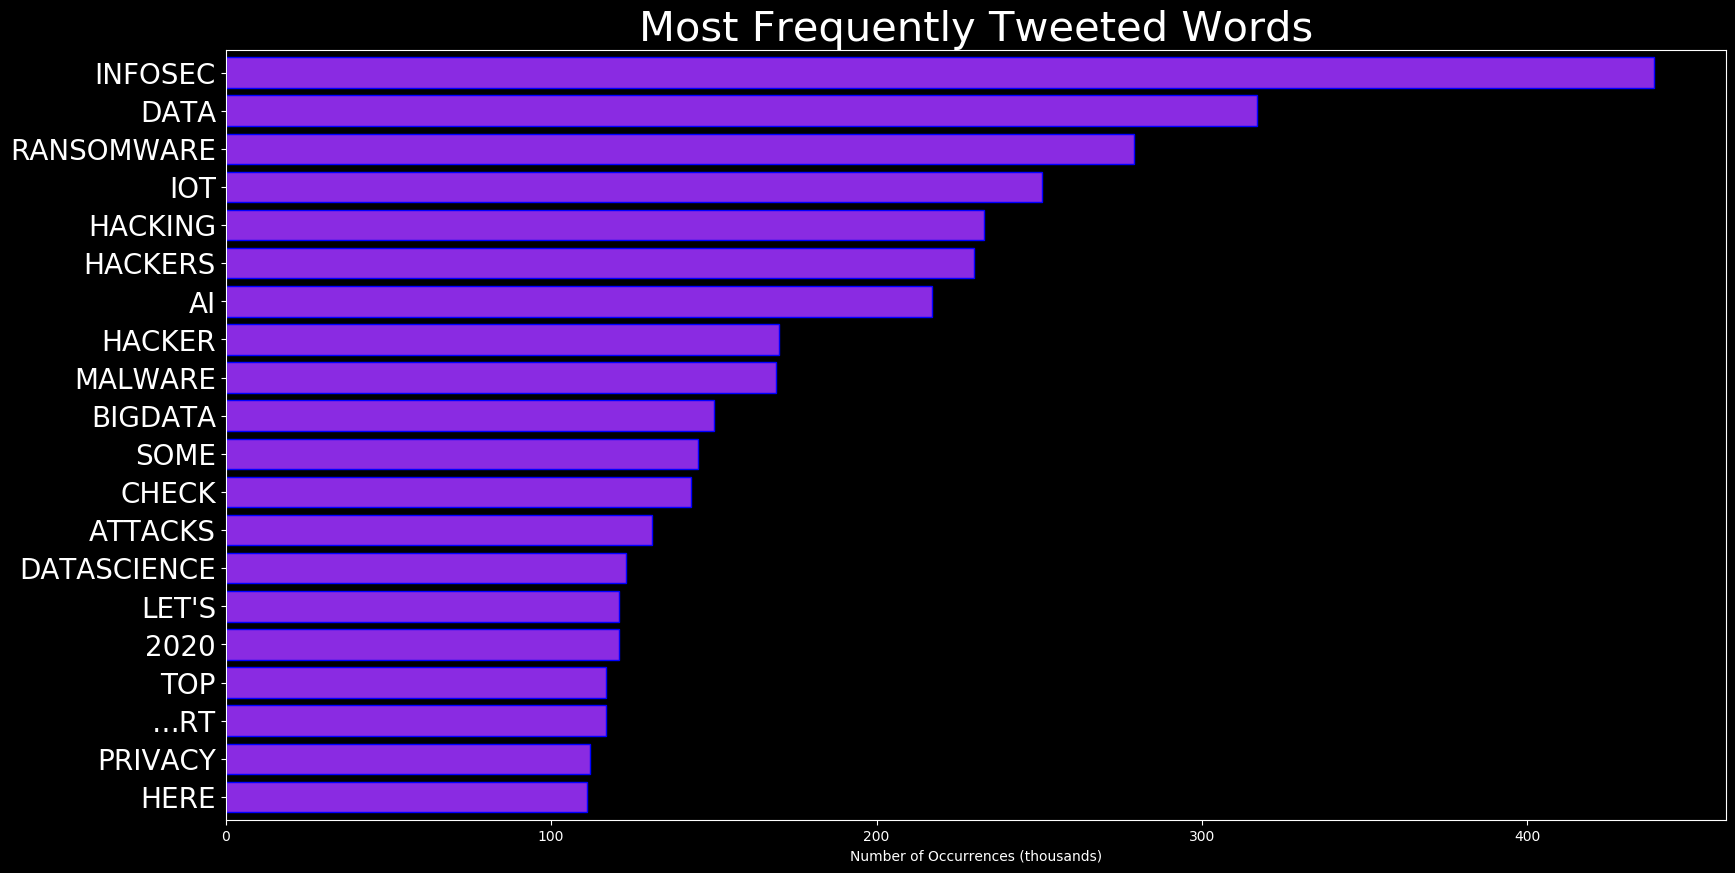 Most Frequently Tweeted Words
INFOSEC
DATA
RANSOMWARE
IOT
HACKING
HACKERS
AI
HACKER
MALWARE
BIGDATA
SOME
CHECK
ATTACKS
DATASCIENCE
LET'S
2020
TOP
…RT
PRIVACY
HERE
0 100 200 300 400
Number of Occurrences (thousands)